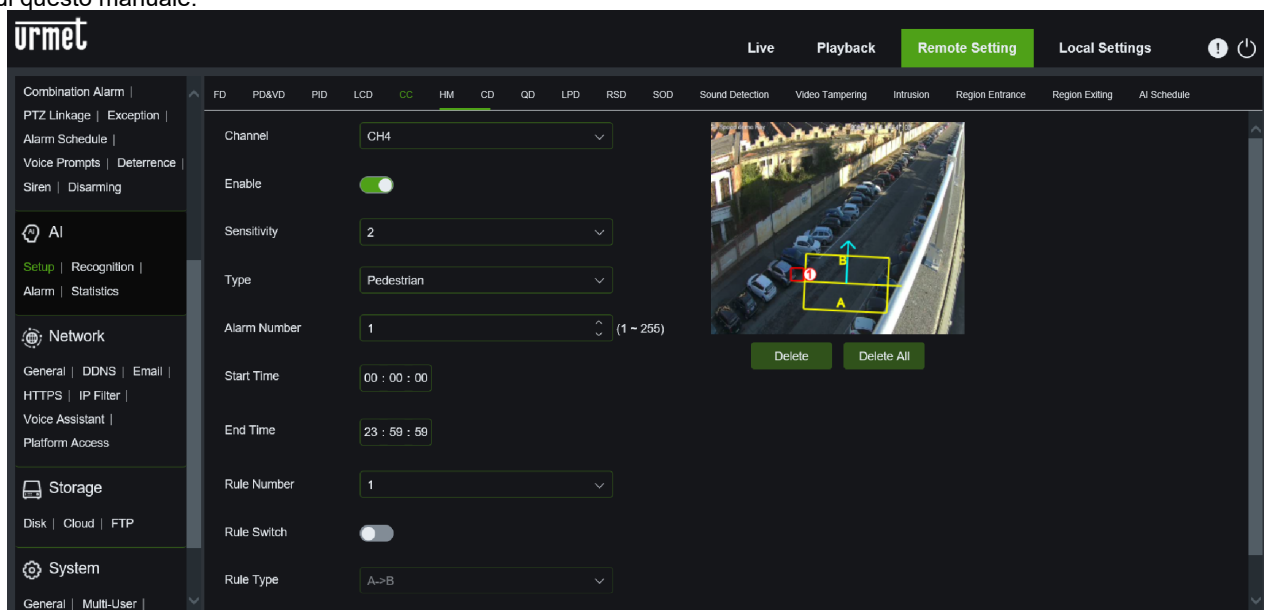 di questo manuale.
urmet
Live Playback Remote Setting Local Settings
Combination Alarm |
PTZ Linkage | Exception |
Alarm Schedule |
Voice Prompts | Deterrence |
Siren | Disarming
AI
Setup | Recognition |
Alarm | Statistics
Network
General | DDNS | Email |
HTTPS | IP Filter |
Voice Assistant |
Platform Access
Storage
Disk | Cloud | FTP
System
General | Multi-User |
FD PD&VD PID LCD CC HM CD QD LPD RSD SOD Sound Detection Video Tampering Intrusion Region Entrance Region Exiting AI Schedule
Channel CH4
Enable
Sensitivity 2
Type Pedestrian
Alarm Number 1 (1 ~ 255)
Start Time 00 : 00 : 00
End Time 23 : 59 : 59
Rule Number 1
Rule Switch
Rule Type A->B
B
1
A
Delete Delete All